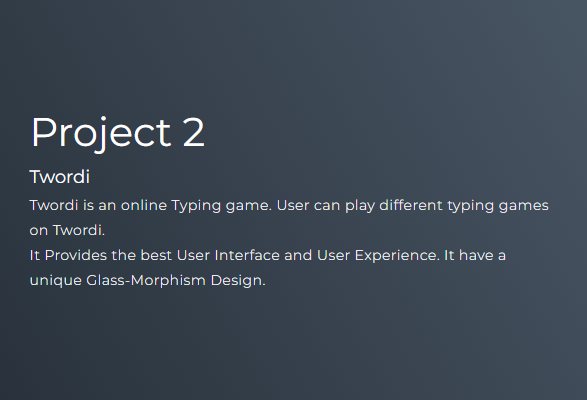 Project 2
Twordi
Twordi is an online Typing game. User can play different typing games
on Twordi.
It Provides the best User Interface and User Experience. It have a
unique Glass-Morphism Design.